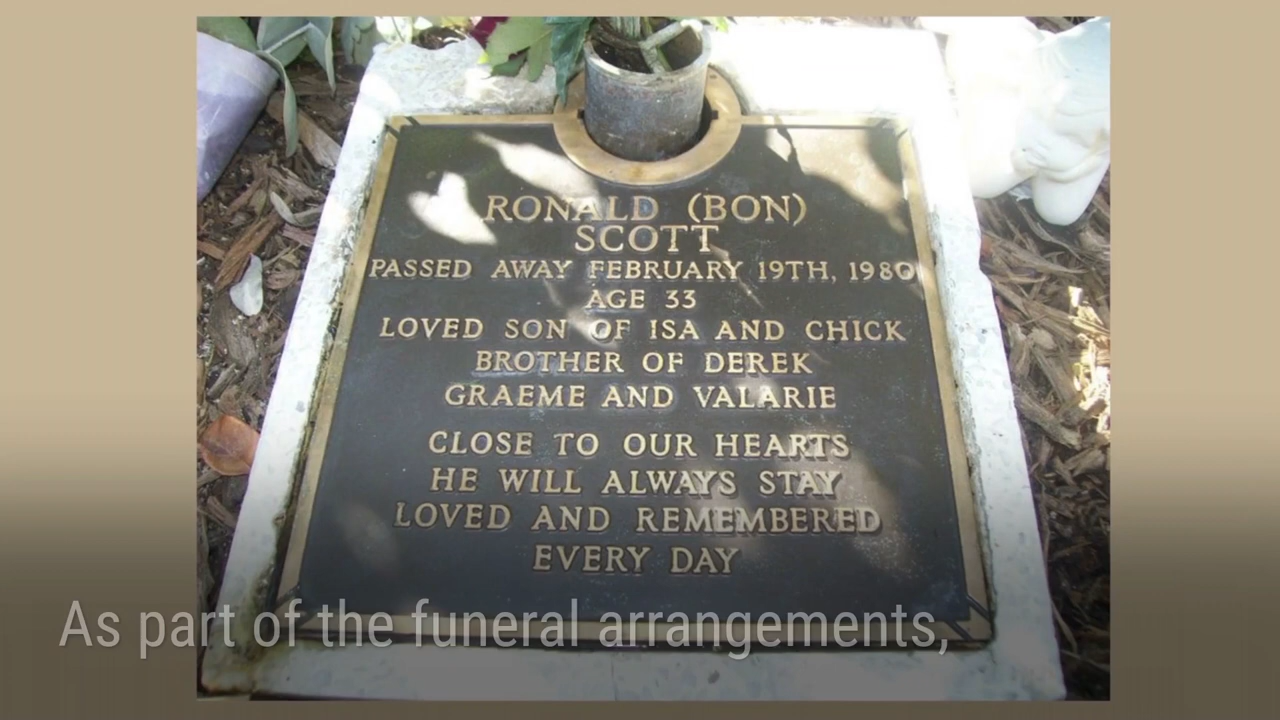 RONALD (BON)
SCOTT
PASSED AWAY FEBRUARY 19TH, 1980
AGE 33
LOVED SON OF ISA AND CHICK
BROTHER OF DEREK
GRAEME AND VALARIE
CLOSE TO OUR HEARTS
HE WILL ALWAYS STAY
LOVED AND REMEMBERED
EVERY DAY
As part of the funeral arrangements,